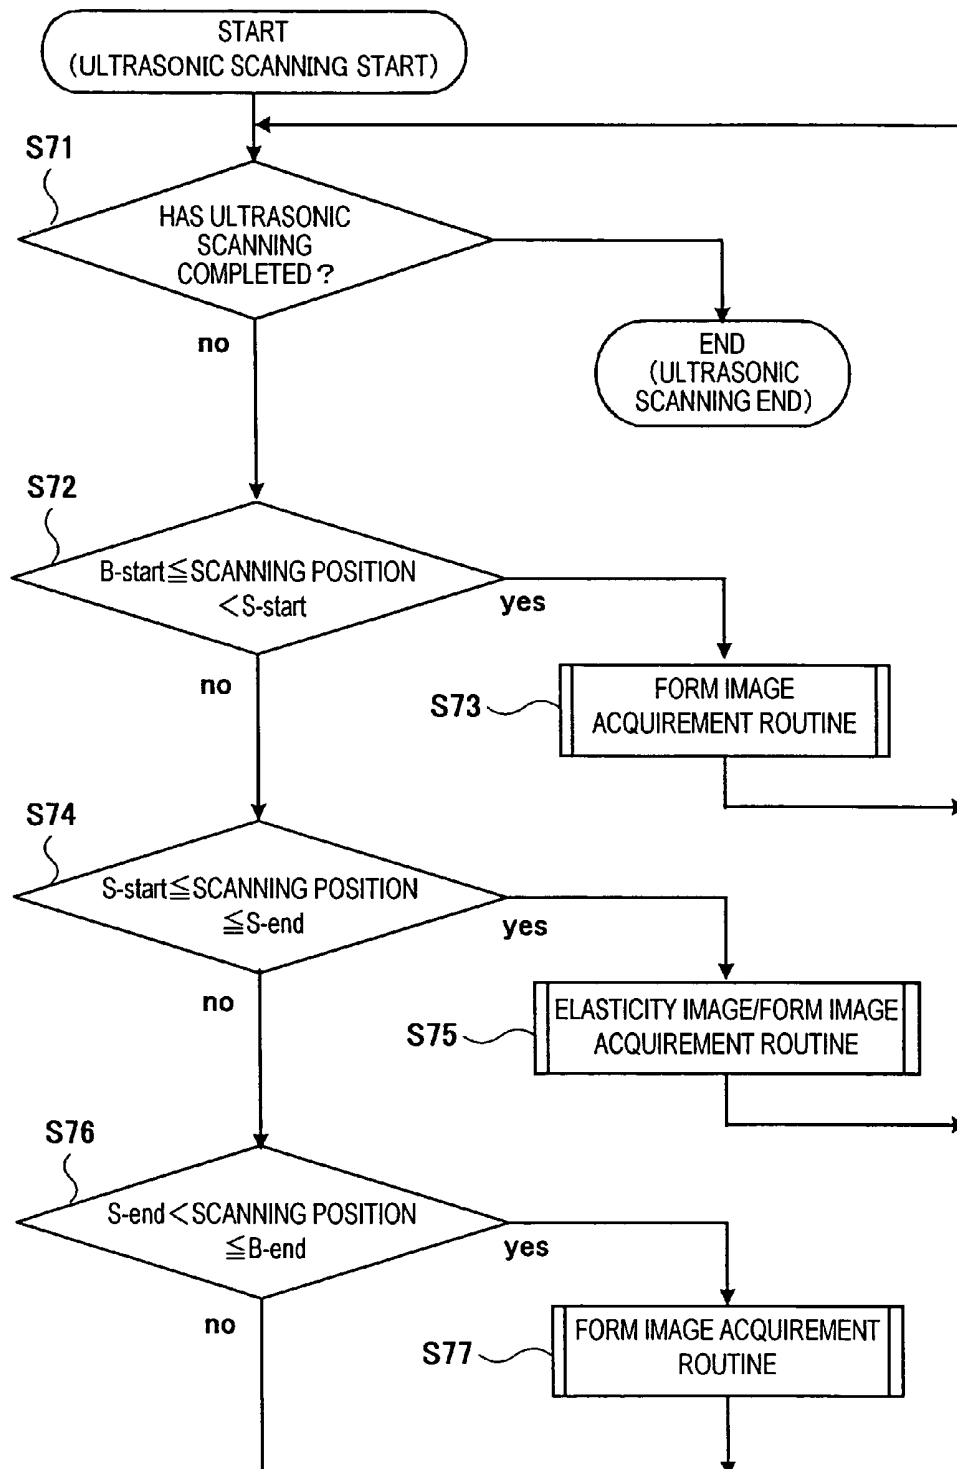 START
(ULTRASONIC SCANNING START)
S71
HAS ULTRASONIC
SCANNING
COMPLETED?
no
END
(ULTRASONIC
SCANNING END)
S72
B-start≦SCANNING POSITION
<S-start
yes
no
S73
FORM IMAGE
ACQUIREMENT ROUTINE
S74
S-start≦SCANNING POSITION
≦S-end
yes
no
S75
ELASTICITY IMAGE/FORM IMAGE
ACQUIREMENT ROUTINE
S76
S-end<SCANNING POSITION
≦B-end
yes
no
S77
FORM IMAGE ACQUIREMENT
ROUTINE